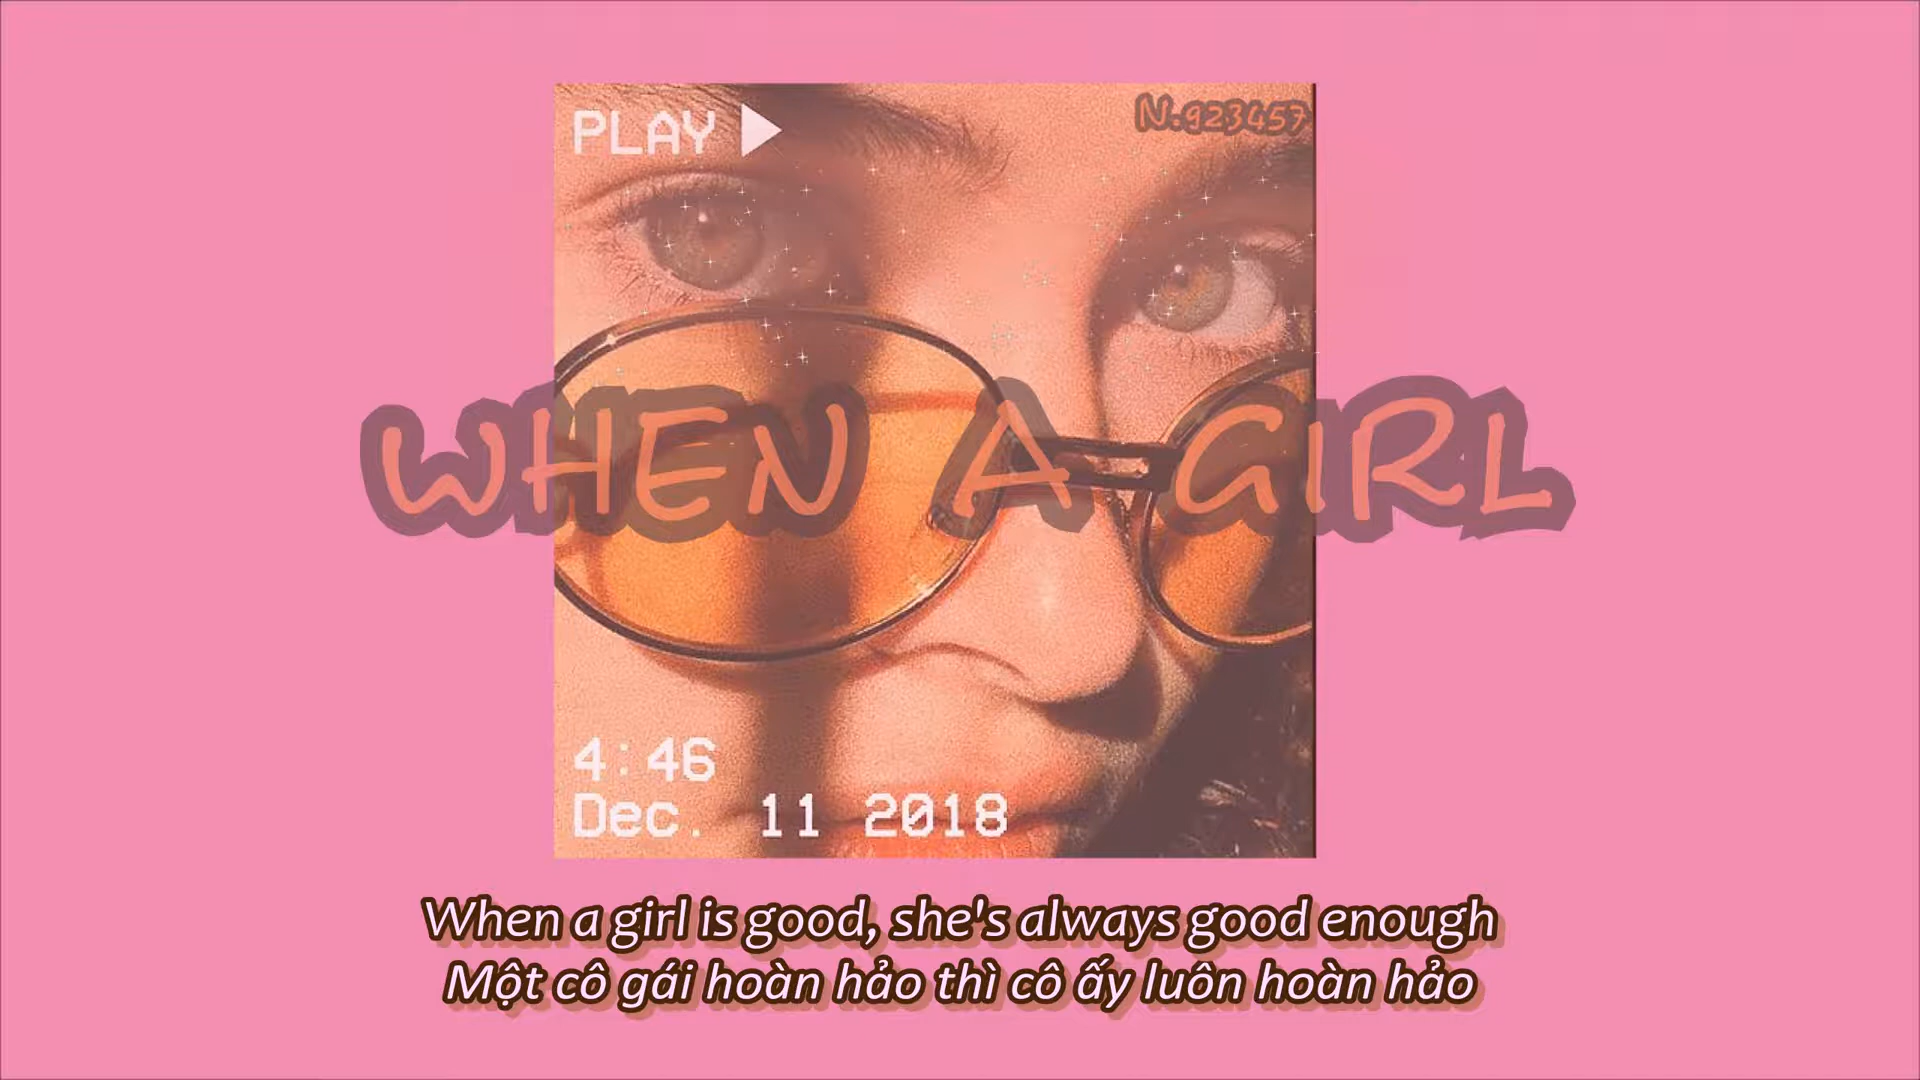 PLAY
N.923457
WHEN A GIRL
4:46
Dec. 11 2018
When a girl is good, she's always good enough
Một cô gái hoàn hảo thì cô ấy luôn hoàn hảo